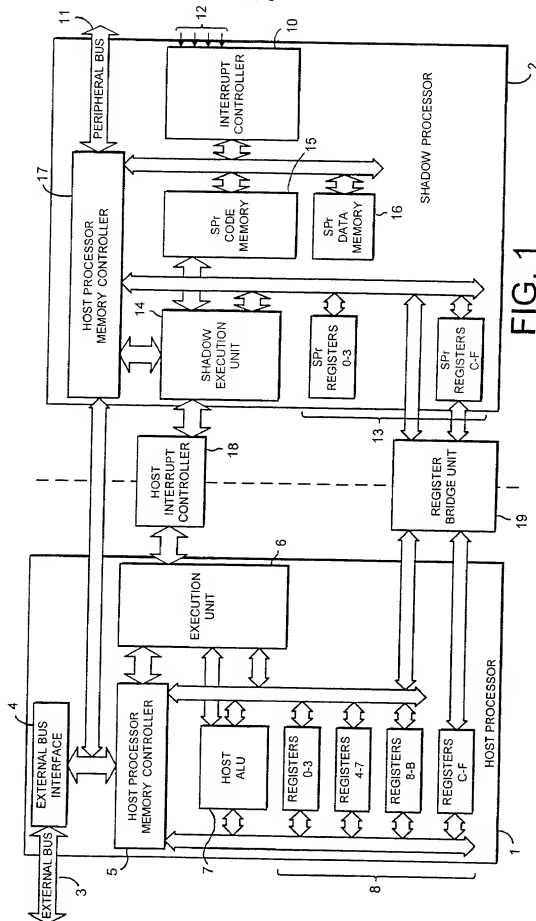 12
11
PERIPHERAL BUS
10
INTERRUPT
CONTROLLER
2
17
HOST PROCESSOR
MEMORY CONTROLLER
15
SPr
CODE
MEMORY
SPr
DATA
MEMORY
16
SHADOW PROCESSOR
14
SHADOW
EXECUTION
UNIT
SPr
REGISTERS
0-3
SPr
REGISTERS
C-F
13
FIG. 1
HOST
INTERRUPT
CONTROLLER
18
REGISTER
BRIDGE UNIT
19
6
EXECUTION
UNIT
4
EXTERNAL BUS
INTERFACE
HOST PROCESSOR
MEMORY CONTROLLER
5
HOST
ALU
7
REGISTERS
0-3
REGISTERS
4-7
REGISTERS
8-B
REGISTERS
C-F
8
HOST PROCESSOR
1
EXTERNAL BUS
3